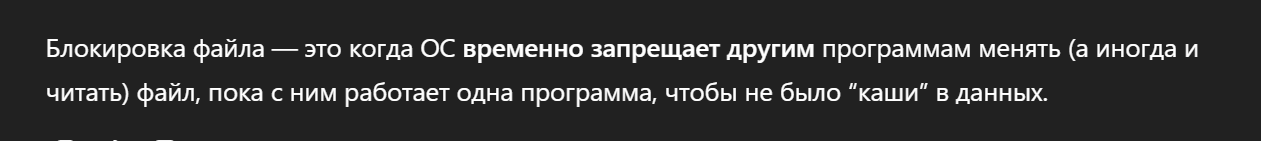 Блокировка файла — это когда ОС временно запрещает другим программам менять (а иногда и
читать) файл, пока с ним работает одна программа, чтобы не было “каши” в данных.